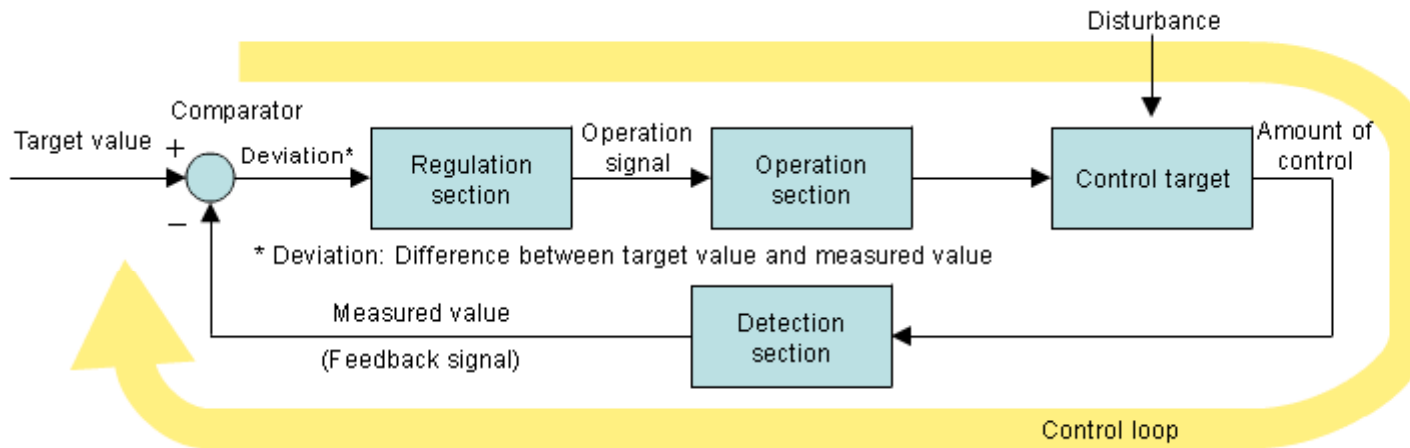 Disturbance
Comparator
Target value
+
−
Deviation*
Regulation
section
Operation
signal
Operation
section
Control target
Amount of
control
* Deviation: Difference between target value and measured value
Measured value
(Feedback signal)
Detection
section
Control loop